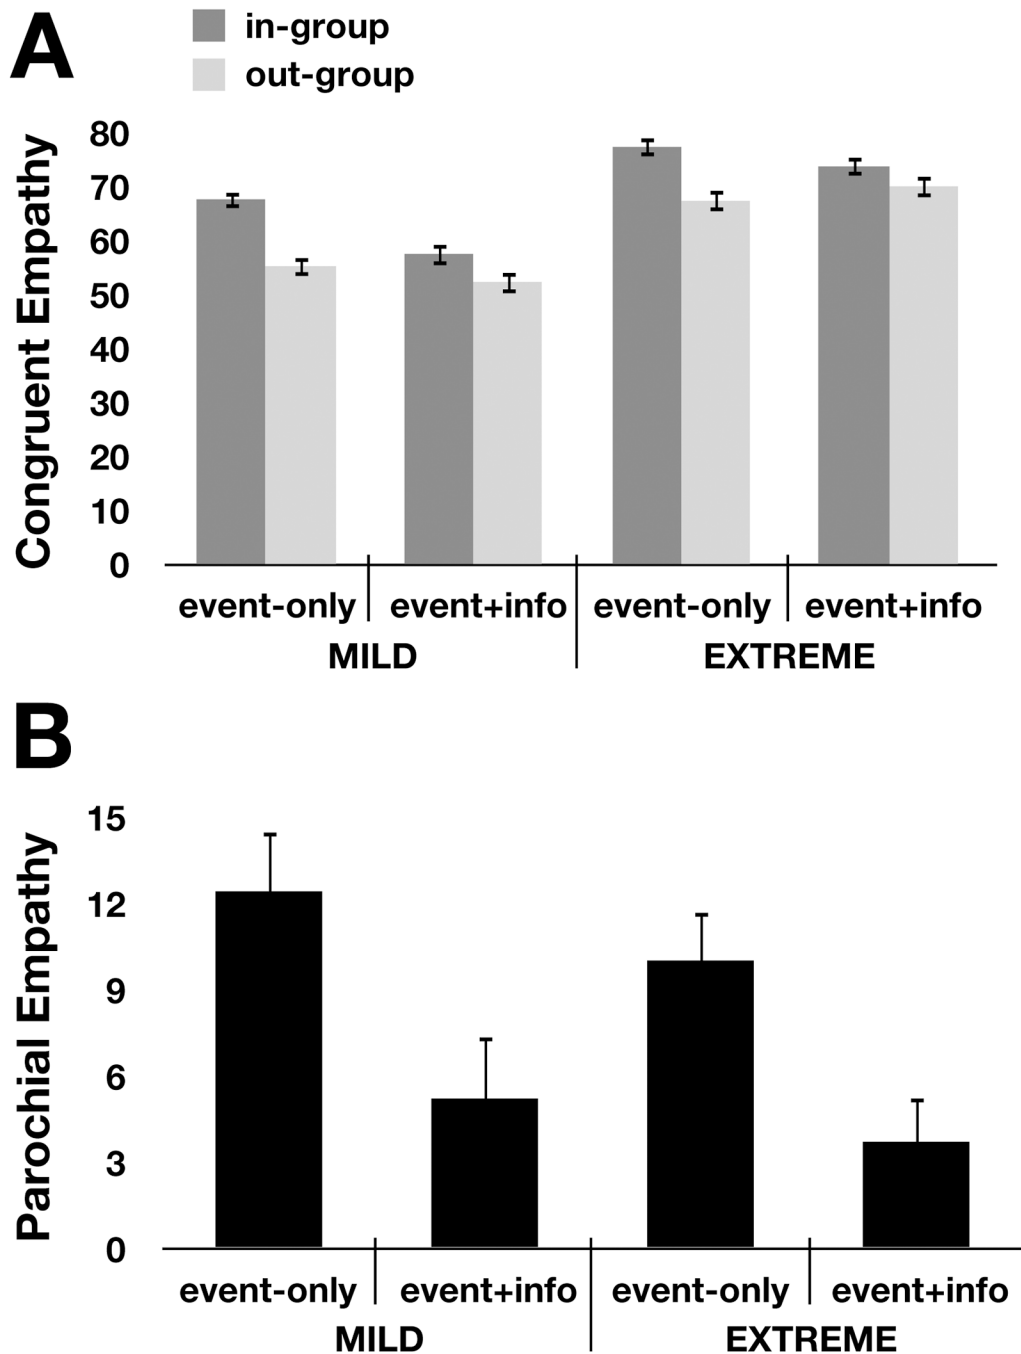 A
in-group
out-group
Congruent Empathy
80
70
60
50
40
30
20
10
0
event-only
event+info
event-only
event+info
MILD
EXTREME
B
Parochial Empathy
15
12
9
6
3
0
event-only
event+info
event-only
event+info
MILD
EXTREME